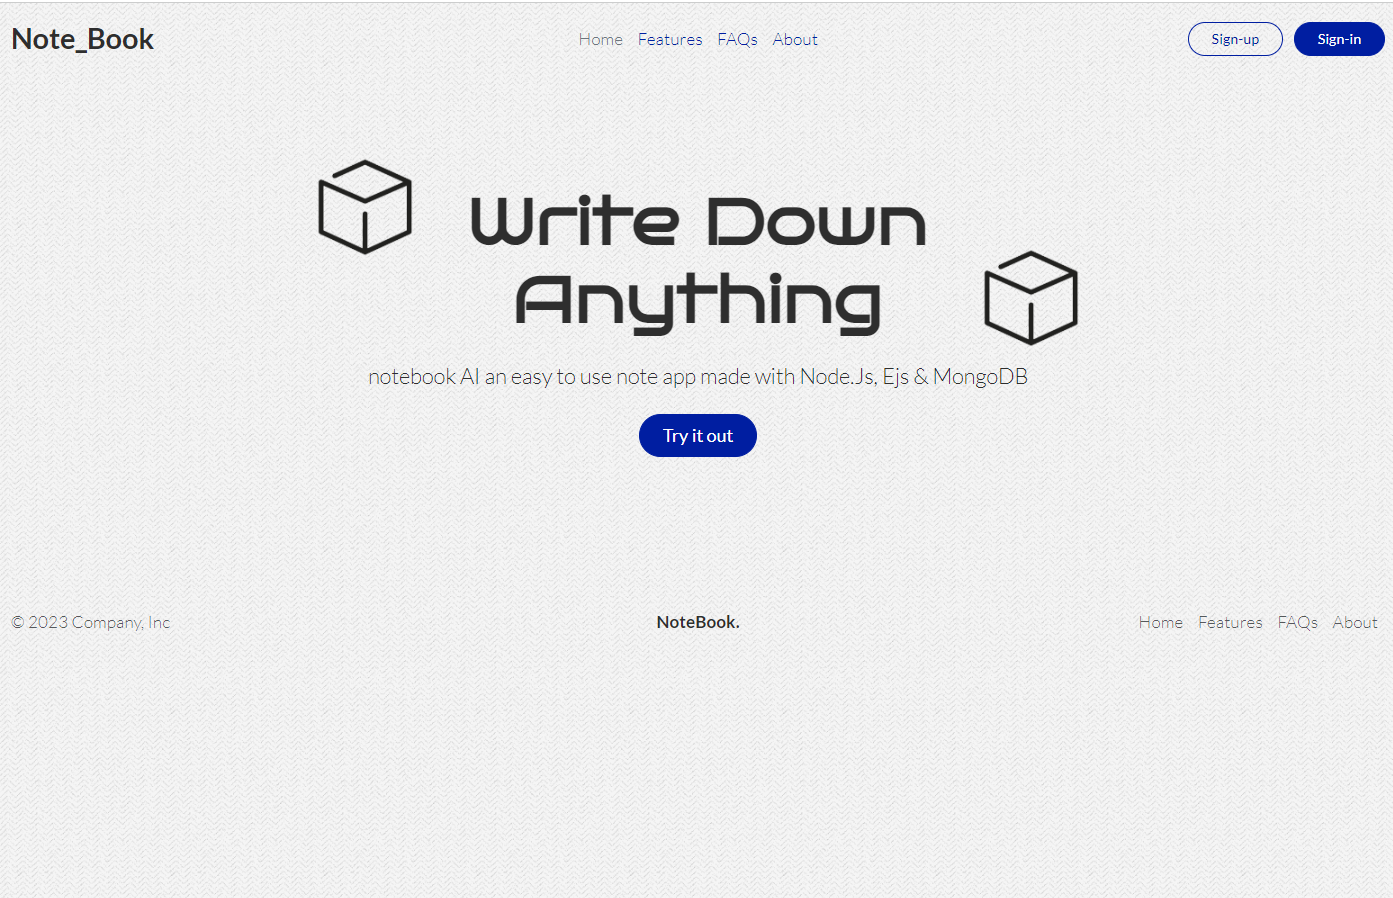 Note_Book
Home Features FAQs About
Sign-up Sign-in
Write Down
Anything
notebook AI an easy to use note app made with Node.Js, Ejs & MongoDB
Try it out
© 2023 Company, Inc
NoteBook.
Home Features FAQs About